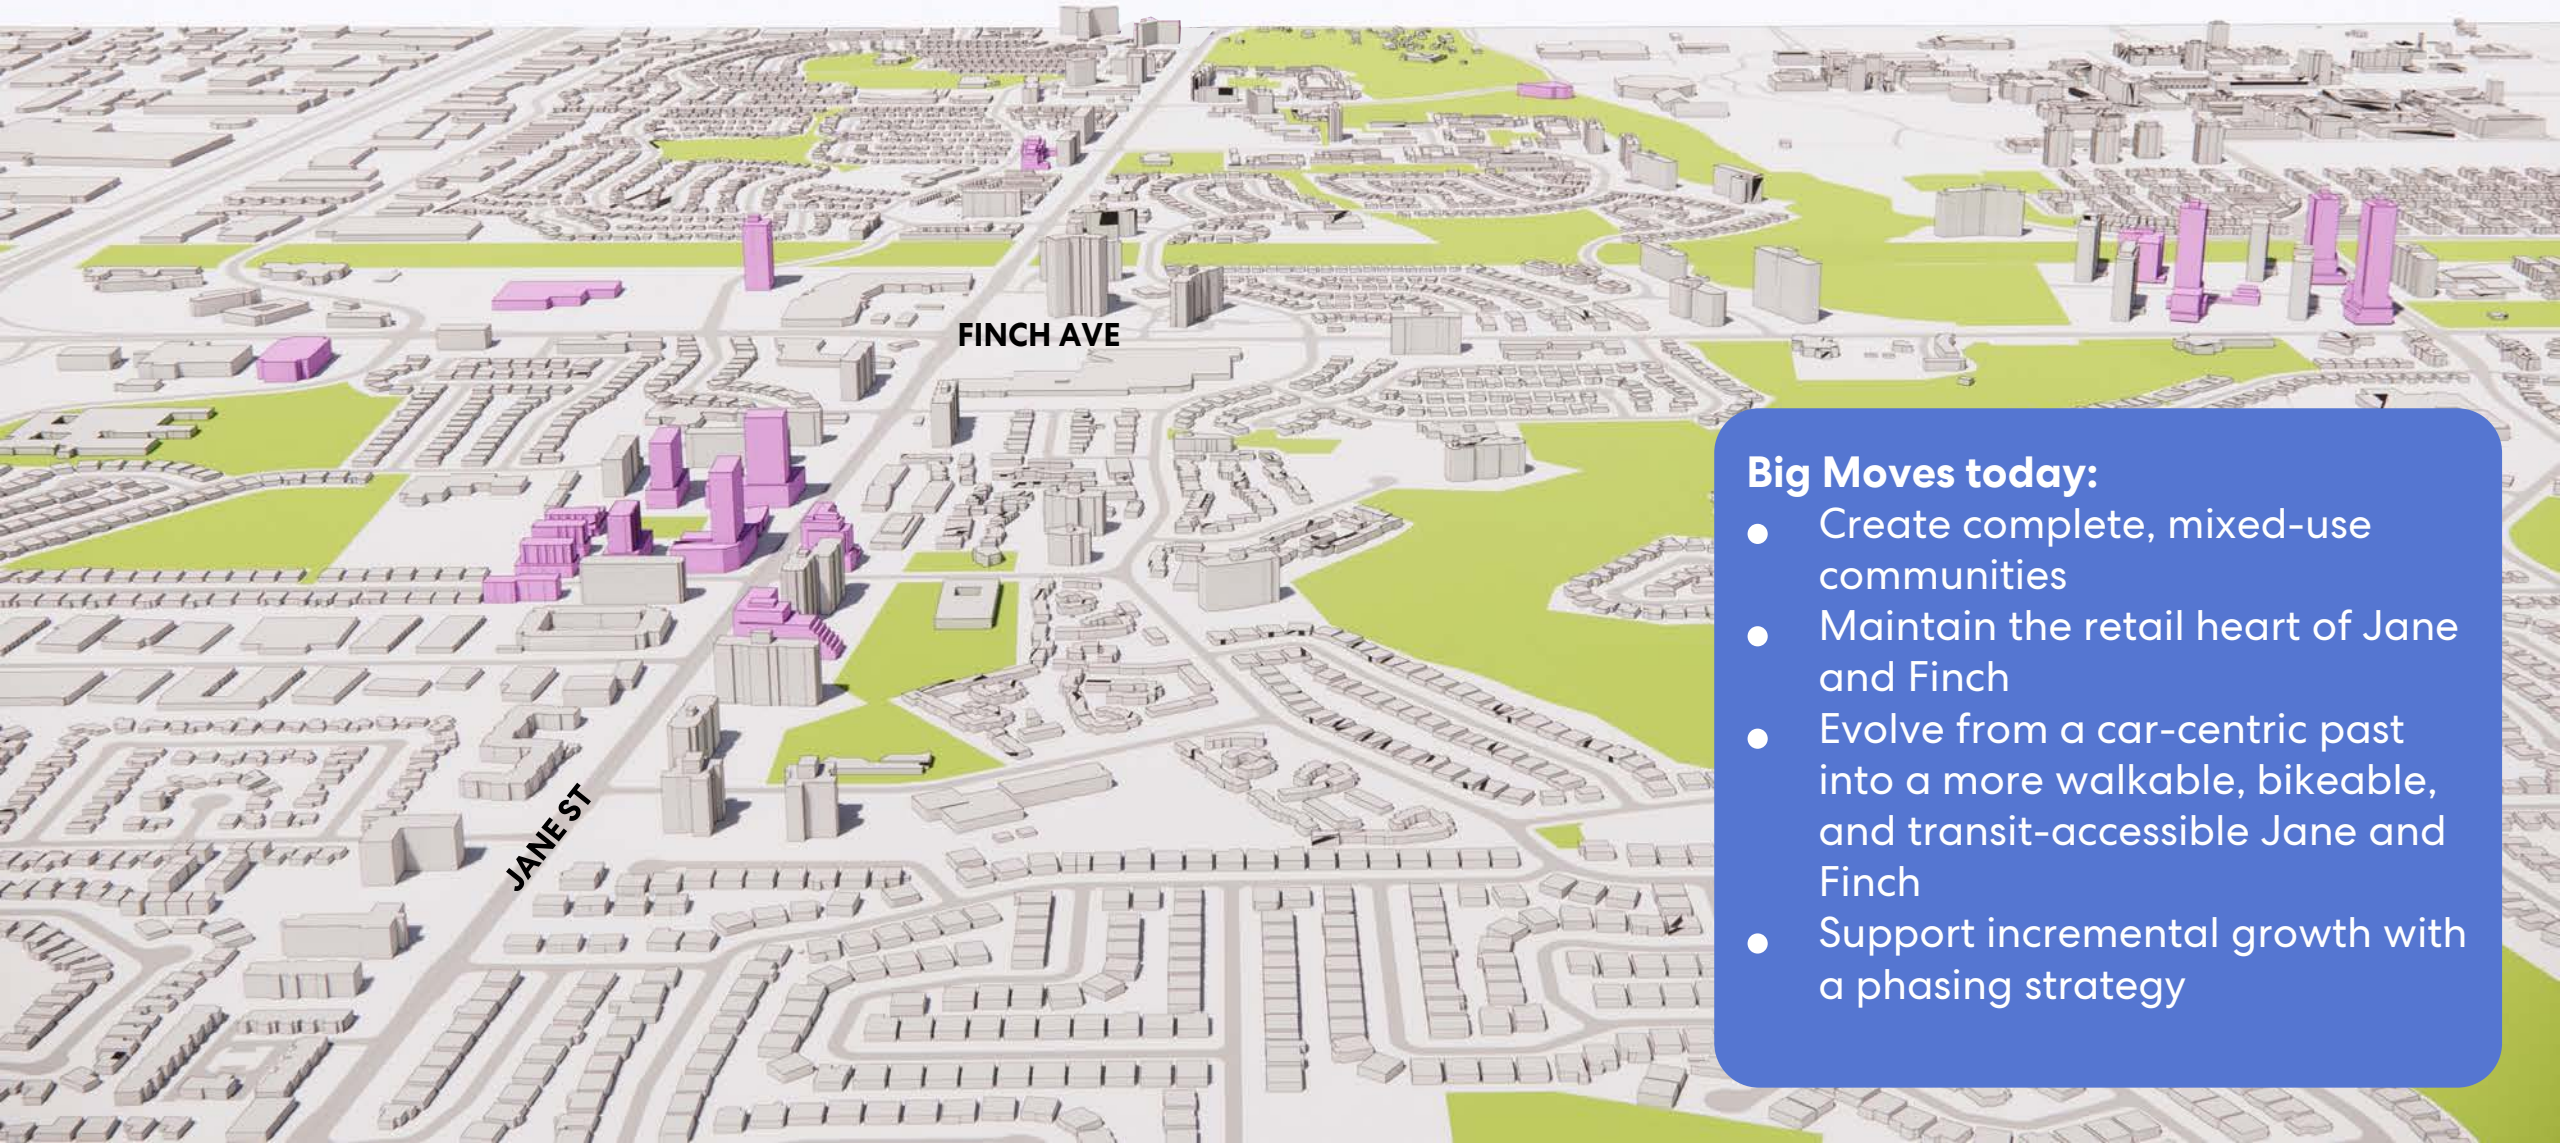 FINCH AVE
JANE ST
Big Moves today:
● Create complete, mixed-use
communities
● Maintain the retail heart of Jane
and Finch
● Evolve from a car-centric past
into a more walkable, bikeable,
and transit-accessible Jane and
Finch
● Support incremental growth with
a phasing strategy